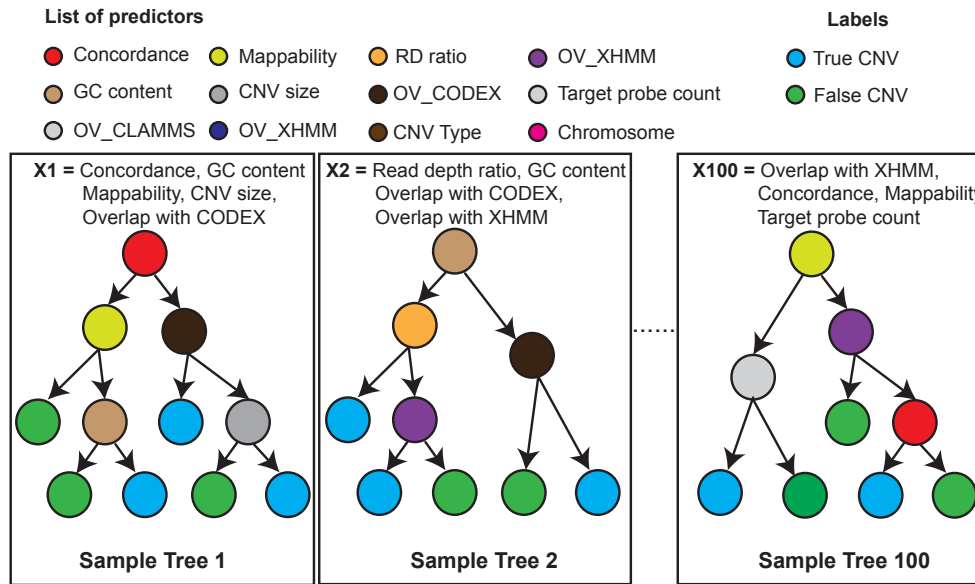 List of predictors
Labels
Concordance
Mappability
RD ratio
OV_XHMM
True CNV
GC content
CNV size
OV_CODEX
Target probe count
False CNV
OV_CLAMMS
OV_XHMM
CNV Type
Chromosome
X1 = Concordance, GC content
Mappability, CNV size,
Overlap with CODEX
X2 = Read depth ratio, GC content
Overlap with CODEX,
Overlap with XHMM
X100 = Overlap with XHMM,
Concordance, Mappability
Target probe count
......
Sample Tree 1
Sample Tree 2
Sample Tree 100